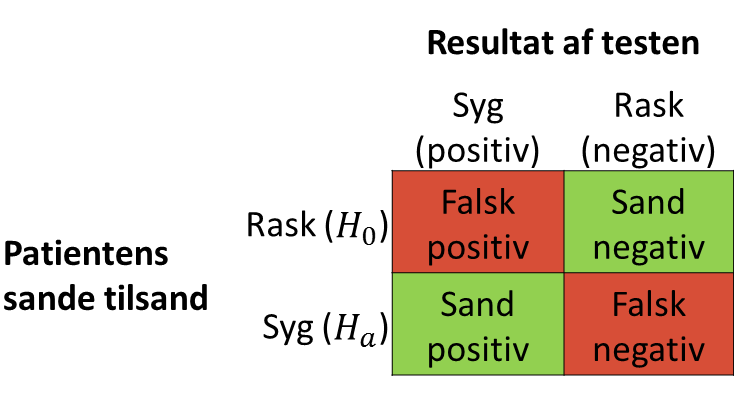 Resultat af testen
Syg Rask
(positiv) (negativ)
Rask (H₀) Falsk positiv Sand negativ
Patientens sande tilsand
Syg (Hₐ) Sand positiv Falsk negativ